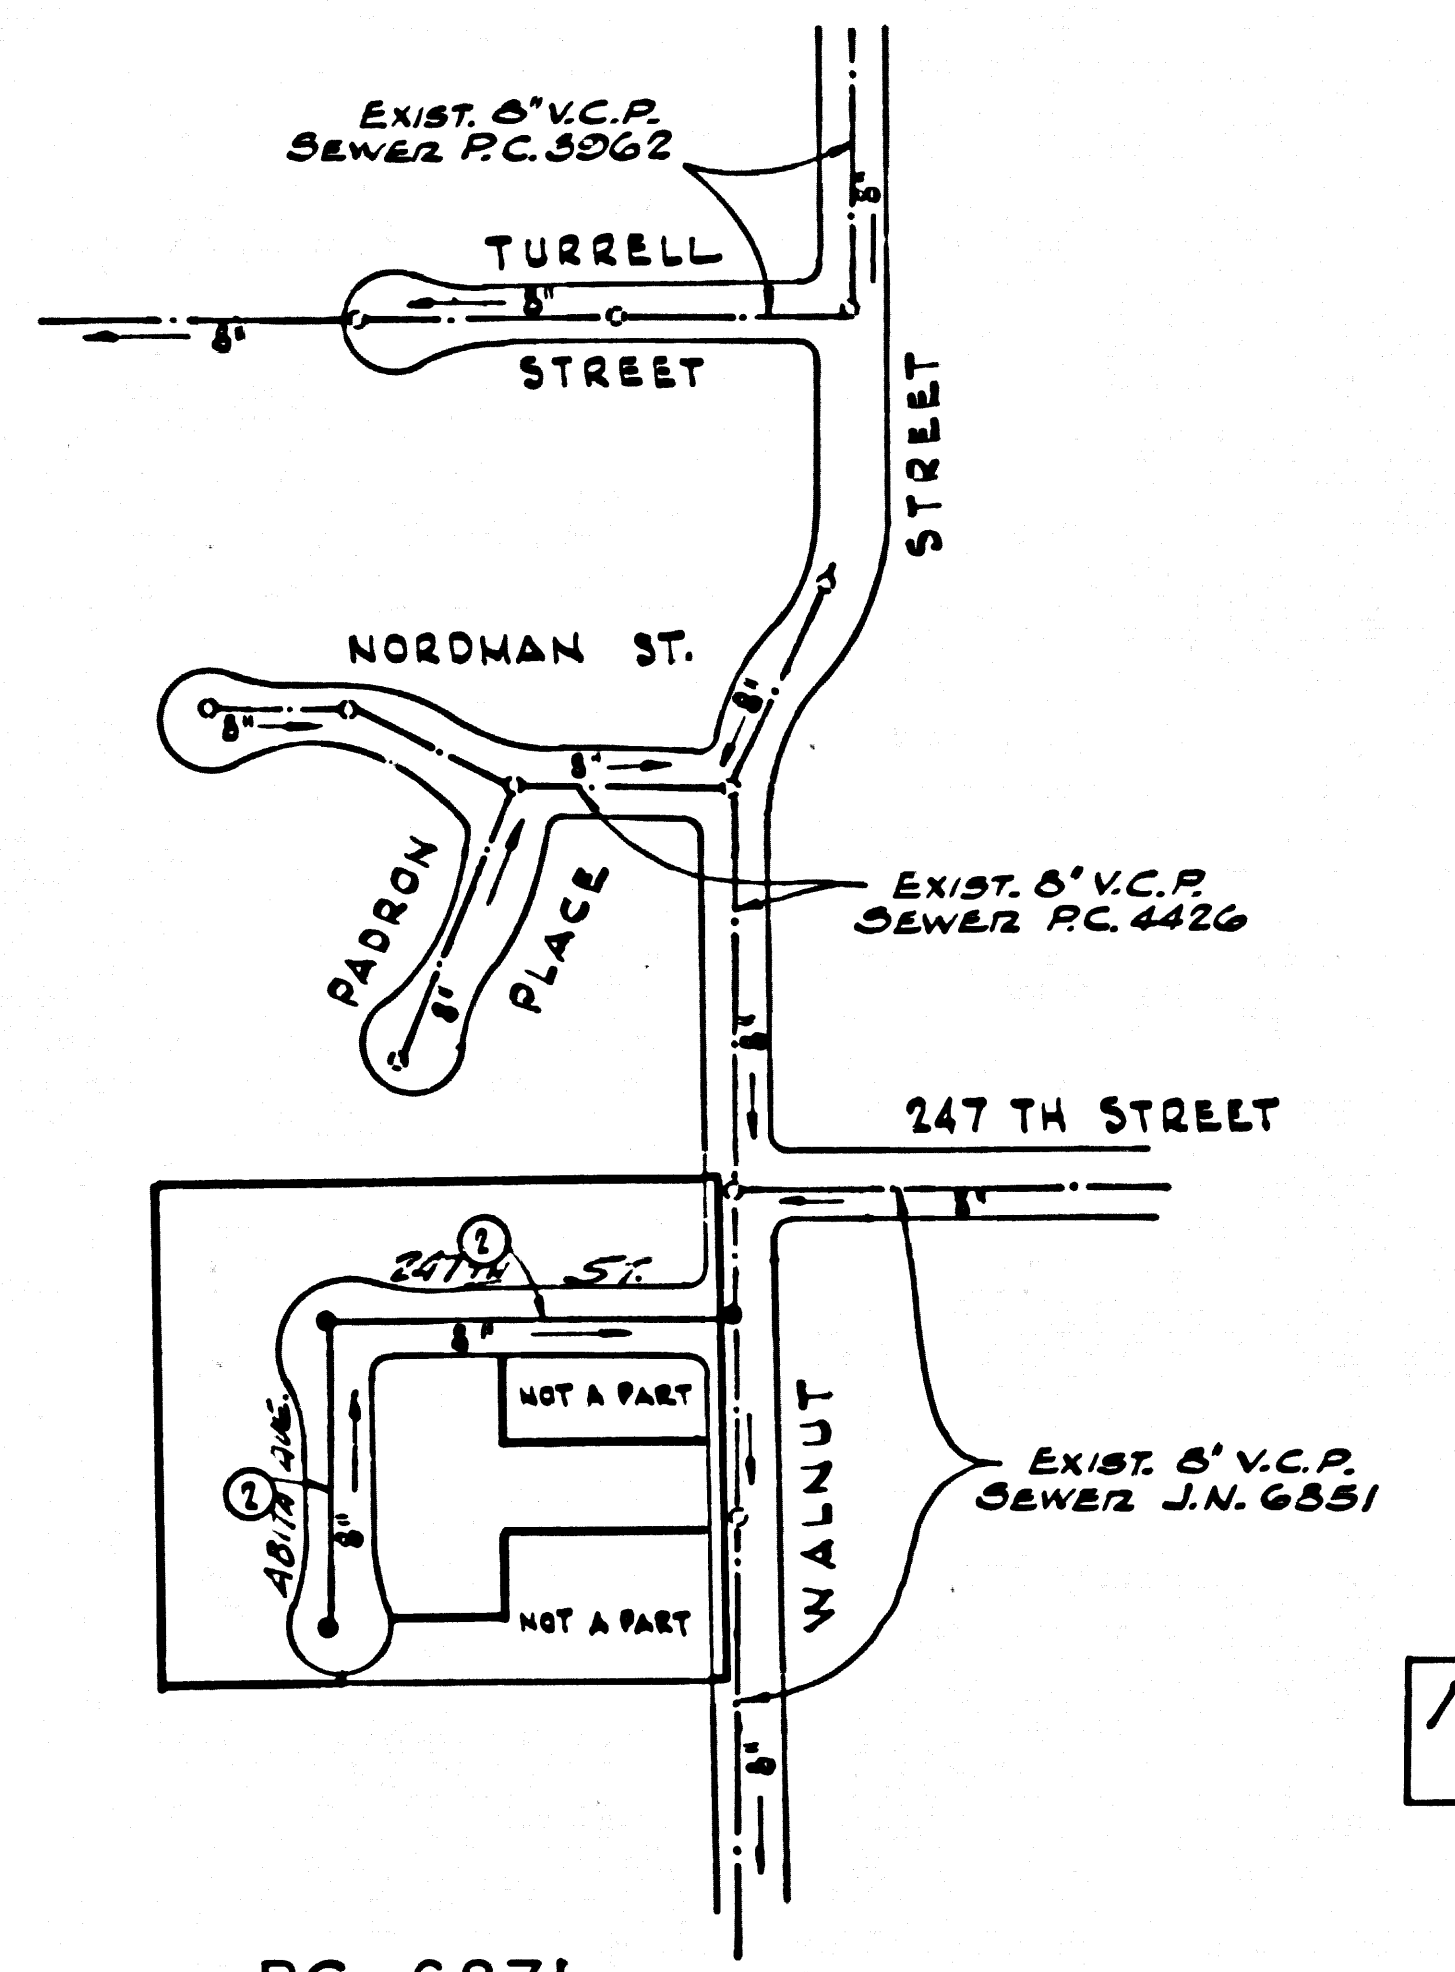 EXIST. 8" V.C.P.
SEWER P.C. 3962
8"
TURRELL
8"
8"
STREET
STREET
NORDMAN ST.
8"
8"
8"
PADRON
PLACE
8"
EXIST. 8" V.C.P.
SEWER P.C. 4426
8"
247 TH STREET
8"
2
247TH ST.
8"
NOT A PART
ABITA AVE.
2
8"
NOT A PART
WALNUT
EXIST. 8" V.C.P.
SEWER J.N. 6851
8"